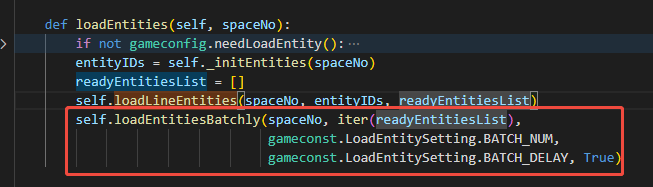 def loadEntities(self, spaceNo):
if not gameconfig.needLoadEntity():···
entityIDs = self._initEntities(spaceNo)
readyEntitiesList = []
self.loadLineEntities(spaceNo, entityIDs, readyEntitiesList)
self.loadEntitiesBatchly(spaceNo, iter(readyEntitiesList),
gameconst.LoadEntitySetting.BATCH_NUM,
gameconst.LoadEntitySetting.BATCH_DELAY, True)